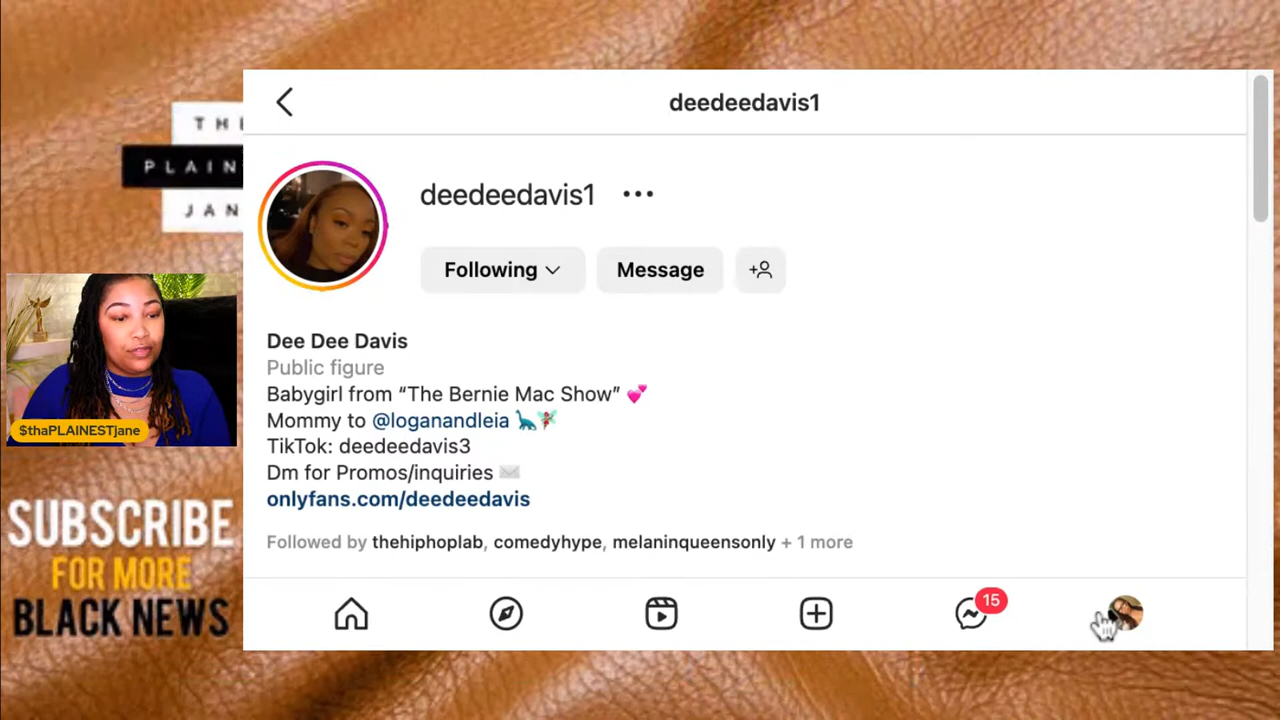 THE
PLAIN
JAN
deedeedavis1
deedeedavis1
Following
Message
Dee Dee Davis
Public figure
Babygirl from “The Bernie Mac Show” 💕
Mommy to @loganandleia 🦕🧚
TikTok: deedeedavis3
Dm for Promos/inquiries ✉️
onlyfans.com/deedeedavis
Followed by thehiphoplab, comedyhype, melaninqueensonly + 1 more
15
$thaPLAINESTjane
SUBSCRIBE
FOR MORE
BLACK NEWS